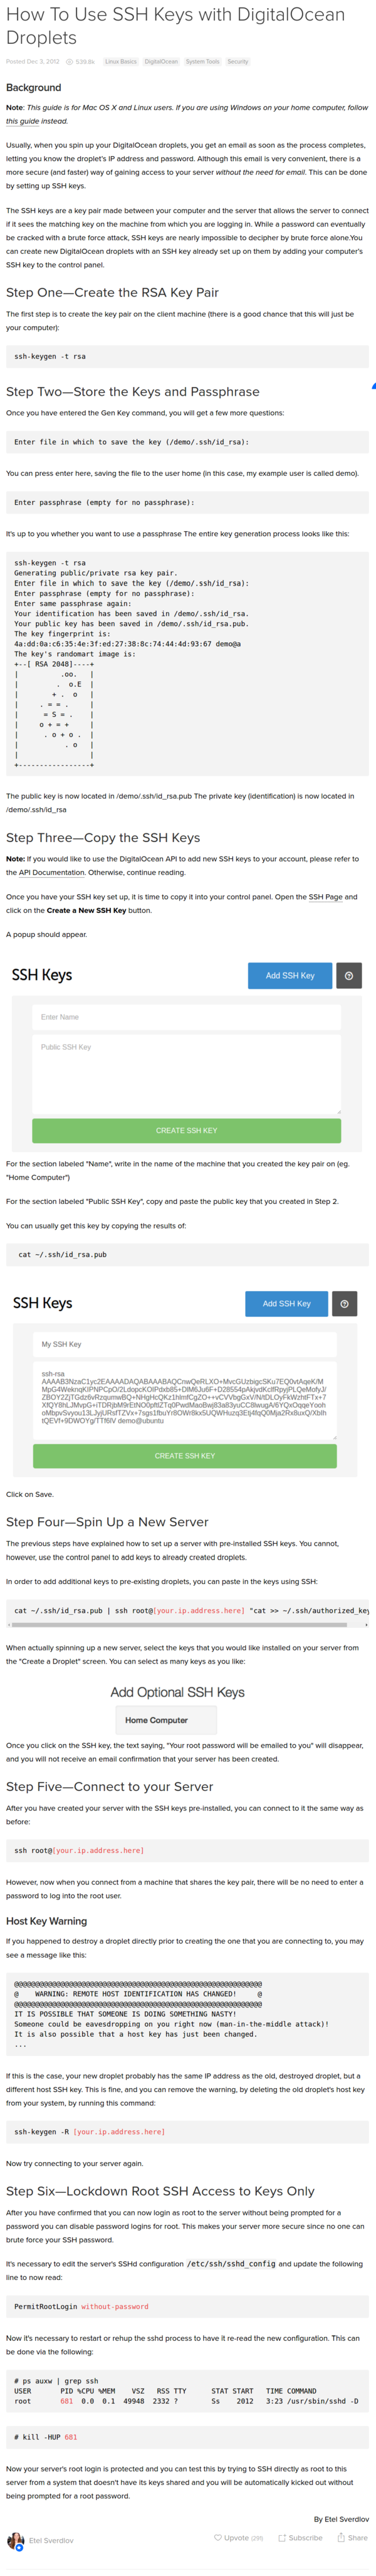 How To Use SSH Keys with DigitalOcean
Droplets
Posted Dec 3, 2012 539.8k Linux Basics DigitalOcean System Tools Security
Background
Note: This guide is for Mac OS X and Linux users. If you are using Windows on your home computer, follow
this guide instead.
Usually, when you spin up your DigitalOcean droplets, you get an email as soon as the process completes,
letting you know the droplet's IP address and password. Although this email is very convenient, there is a
more secure (and faster) way of gaining access to your server without the need for email. This can be done
by setting up SSH keys.
The SSH keys are a key pair made between your computer and the server that allows the server to connect
if it sees the matching key on the machine from which you are logging in. While a password can eventually
be cracked with a brute force attack, SSH keys are nearly impossible to decipher by brute force alone.You
can create new DigitalOcean droplets with an SSH key already set up on them by adding your computer's
SSH key to the control panel.
Step One—Create the RSA Key Pair
The first step is to create the key pair on the client machine (there is a good chance that this will just be
your computer):
ssh-keygen -t rsa
Step Two—Store the Keys and Passphrase
Once you have entered the Gen Key command, you will get a few more questions:
Enter file in which to save the key (/demo/.ssh/id_rsa):
You can press enter here, saving the file to the user home (in this case, my example user is called demo).
Enter passphrase (empty for no passphrase):
It's up to you whether you want to use a passphrase The entire key generation process looks like this:
ssh-keygen -t rsa
Generating public/private rsa key pair.
Enter file in which to save the key (/demo/.ssh/id_rsa):
Enter passphrase (empty for no passphrase):
Enter same passphrase again:
Your identification has been saved in /demo/.ssh/id_rsa.
Your public key has been saved in /demo/.ssh/id_rsa.pub.
The key fingerprint is:
4a:dd:0a:c6:35:4e:3f:ed:27:38:8c:74:44:4d:93:67 demo@a
The key's randomart image is:
+--[ RSA 2048]----+
| .oo. |
| . o.E |
| + . o |
| . = = . |
| = S = . |
| o + = + |
| . o + o . |
| . o |
| |
+-----------------+
The public key is now located in /demo/.ssh/id_rsa.pub The private key (identification) is now located in
/demo/.ssh/id_rsa
Step Three—Copy the SSH Keys
Note: If you would like to use the DigitalOcean API to add new SSH keys to your account, please refer to
the API Documentation. Otherwise, continue reading.
Once you have your SSH key set up, it is time to copy it into your control panel. Open the SSH Page and
click on the Create a New SSH Key button.
A popup should appear.
SSH Keys Add SSH Key ?
Enter Name
Public SSH Key
CREATE SSH KEY
For the section labeled "Name", write in the name of the machine that you created the key pair on (eg.
"Home Computer")
For the section labeled "Public SSH Key", copy and paste the public key that you created in Step 2.
You can usually get this key by copying the results of:
cat ~/.ssh/id_rsa.pub
SSH Keys Add SSH Key ?
My SSH Key
ssh-rsa
demo@ubuntu
CREATE SSH KEY
Click on Save.
Step Four—Spin Up a New Server
The previous steps have explained how to set up a server with pre-installed SSH keys. You cannot,
however, use the control panel to add keys to already created droplets.
In order to add additional keys to pre-existing droplets, you can paste in the keys using SSH:
cat ~/.ssh/id_rsa.pub | ssh root@[your.ip.address.here] "cat >> ~/.ssh/authorized_key
When actually spinning up a new server, select the keys that you would like installed on your server from
the "Create a Droplet" screen. You can select as many keys as you like:
Add Optional SSH Keys
Home Computer
Once you click on the SSH key, the text saying, "Your root password will be emailed to you" will disappear,
and you will not receive an email confirmation that your server has been created.
Step Five—Connect to your Server
After you have created your server with the SSH keys pre-installed, you can connect to it the same way as
before:
ssh root@[your.ip.address.here]
However, now when you connect from a machine that shares the key pair, there will be no need to enter a
password to log into the root user.
Host Key Warning
If you happened to destroy a droplet directly prior to creating the one that you are connecting to, you may
see a message like this:
@@@@@@@@@@@@@@@@@@@@@@@@@@@@@@@@@@@@@@@@@@@@@@@@@@@@@@@@@@@
@ WARNING: REMOTE HOST IDENTIFICATION HAS CHANGED! @
@@@@@@@@@@@@@@@@@@@@@@@@@@@@@@@@@@@@@@@@@@@@@@@@@@@@@@@@@@@
IT IS POSSIBLE THAT SOMEONE IS DOING SOMETHING NASTY!
Someone could be eavesdropping on you right now (man-in-the-middle attack)!
It is also possible that a host key has just been changed.
...
If this is the case, your new droplet probably has the same IP address as the old, destroyed droplet, but a
different host SSH key. This is fine, and you can remove the warning, by deleting the old droplet's host key
from your system, by running this command:
ssh-keygen -R [your.ip.address.here]
Now try connecting to your server again.
Step Six—Lockdown Root SSH Access to Keys Only
After you have confirmed that you can now login as root to the server without being prompted for a
password you can disable password logins for root. This makes your server more secure since no one can
brute force your SSH password.
It's necessary to edit the server's SSHd configuration /etc/ssh/sshd_config and update the following
line to now read:
PermitRootLogin without-password
Now it's necessary to restart or rehup the sshd process to have it re-read the new configuration. This can
be done via the following:
# ps auxw | grep ssh
USER PID %CPU %MEM VSZ RSS TTY STAT START TIME COMMAND
root 681 0.0 0.1 49948 2332 ? Ss 2012 3:23 /usr/sbin/sshd -D
# kill -HUP 681
Now your server's root login is protected and you can test this by trying to SSH directly as root to this
server from a system that doesn't have its keys shared and you will be automatically kicked out without
being prompted for a root password.
By Etel Sverdlov
Etel Sverdlov Upvote (291) Subscribe Share